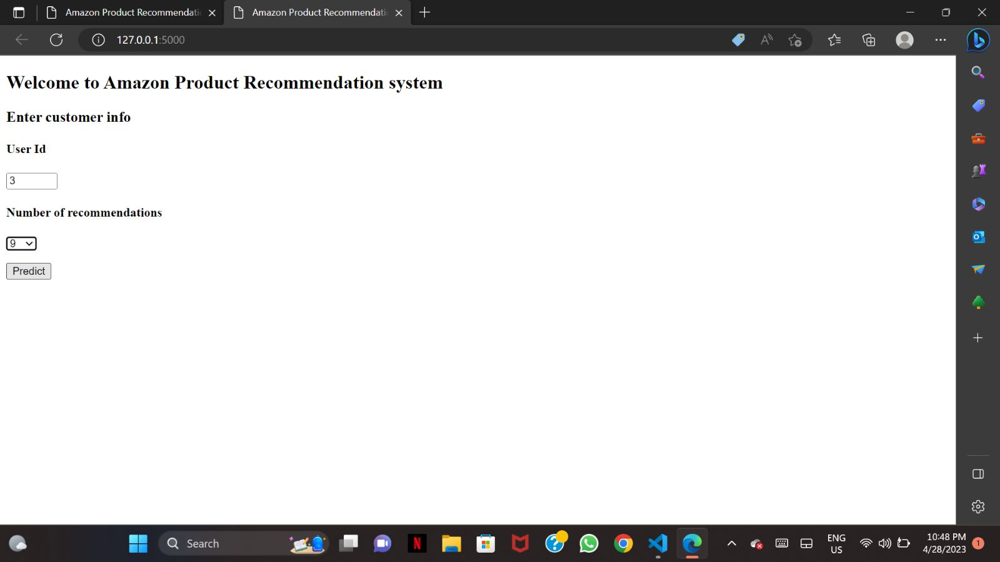 Amazon Product Recommendati
Amazon Product Recommendati
127.0.0.1:5000
Welcome to Amazon Product Recommendation system
Enter customer info
User Id
3
Number of recommendations
9
Predict
Search
ENG
US
10:48 PM
4/28/2023
1